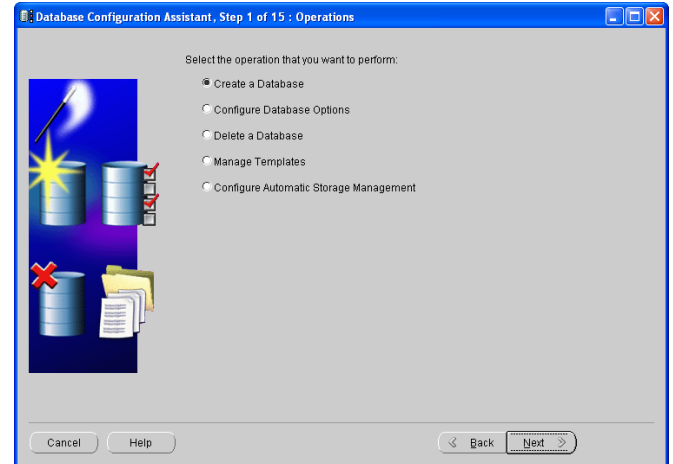 Database Configuration Assistant, Step 1 of 15 : Operations
Select the operation that you want to perform:
Create a Database
Configure Database Options
Delete a Database
Manage Templates
Configure Automatic Storage Management
Cancel
Help
Back
Next